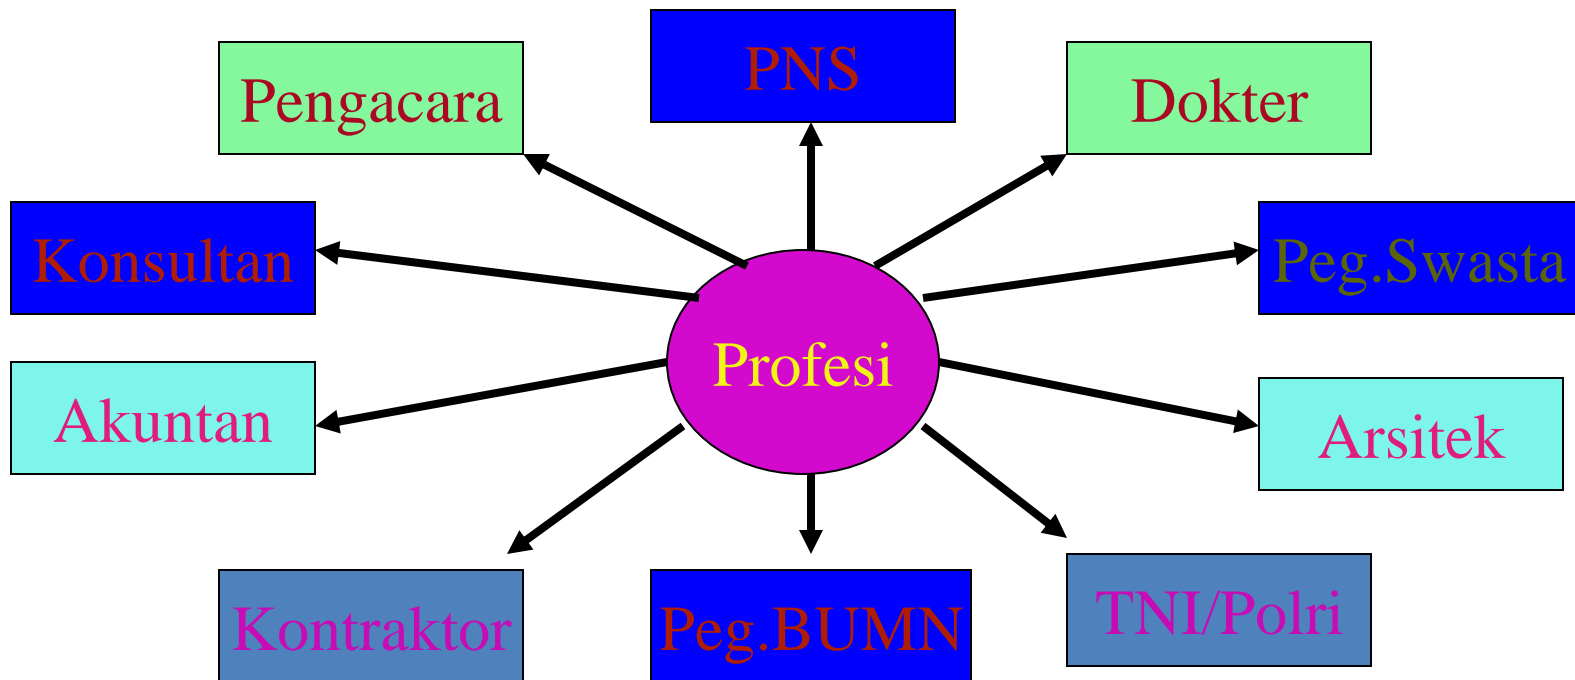 PNS
Pengacara
Dokter
Konsultan
Peg.Swasta
Profesi
Akuntan
Arsitek
Kontraktor
Peg.BUMN
TNI/Polri